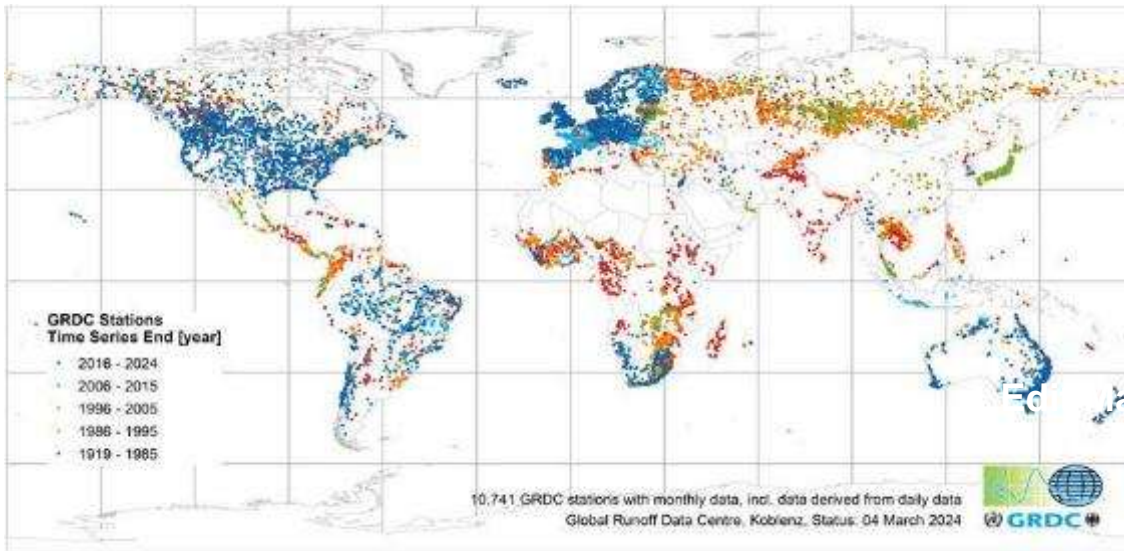 GRDC Stations
Time Series End [year]
2016 - 2024
2006 - 2015
1996 - 2005
1986 - 1995
1919 - 1985
10,741 GRDC stations with monthly data, incl. data derived from daily data
Global Runoff Data Centre, Koblenz, Status: 04 March 2024
GRDC